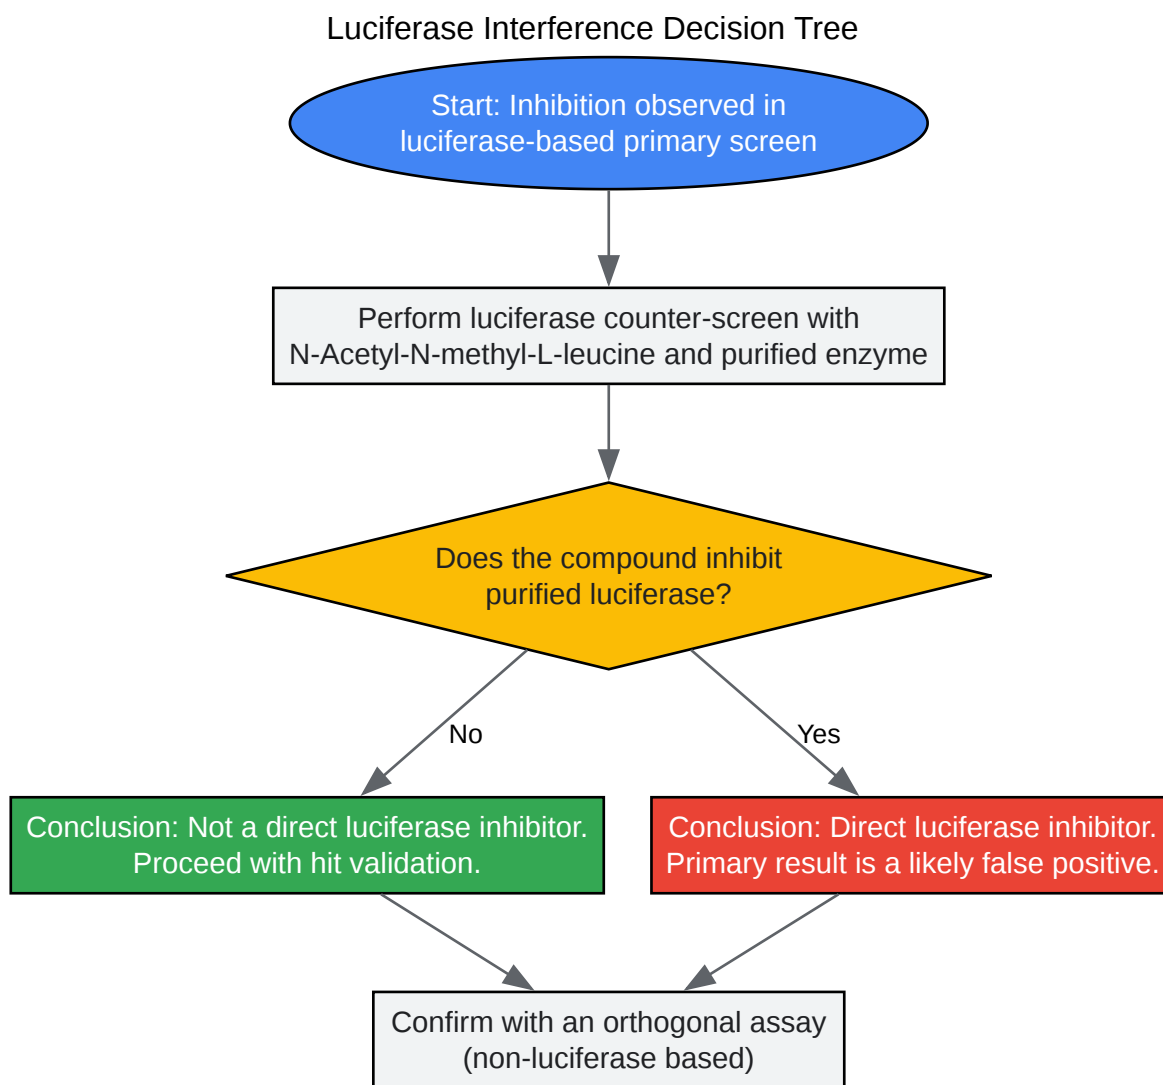 Luciferase Interference Decision Tree
Start: Inhibition observed in
luciferase-based primary screen
Perform luciferase counter-screen with
N-Acetyl-N-methyl-L-leucine and purified enzyme
Does the compound inhibit
purified luciferase?
No
Yes
Conclusion: Not a direct luciferase inhibitor.
Proceed with hit validation.
Conclusion: Direct luciferase inhibitor.
Primary result is a likely false positive.
Confirm with an orthogonal assay
(non-luciferase based)